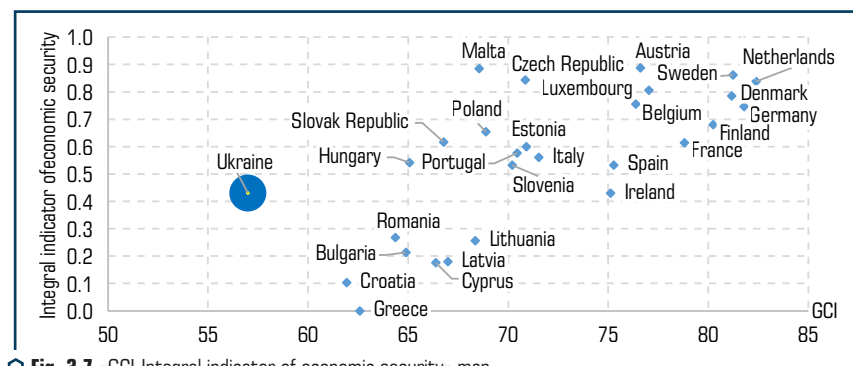 Integral indicator ofeconomic security
1.0
0.9
0.8
0.7
0.6
0.5
0.4
0.3
0.2
0.1
0.0
Malta
Czech Republic
Austria
Netherlands
Sweden
Luxembourg
Denmark
Belgium
Germany
Poland
Slovak Republic
Estonia
Finland
France
Ukraine
Hungary
Portugal
Italy
Spain
Slovenia
Ireland
Romania
Lithuania
Bulgaria
Latvia
Croatia
Cyprus
Greece
GCI
50 55 60 65 70 75 80 85